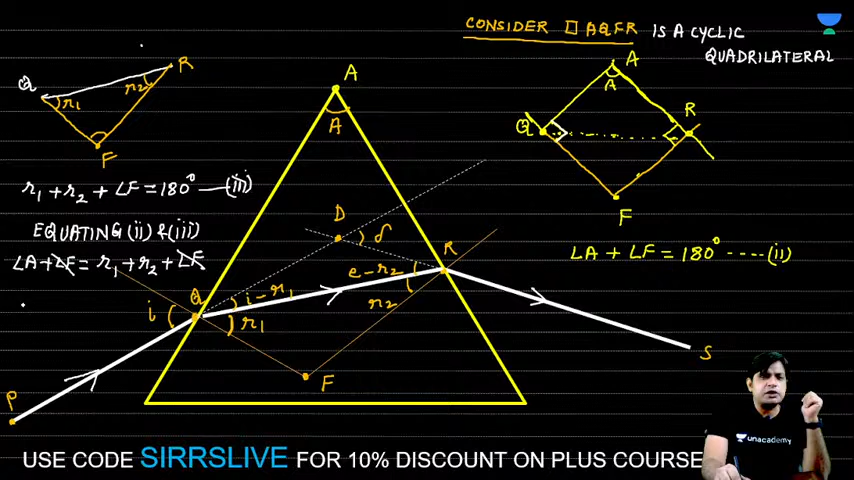 CONSIDER □ AQFR IS A CYCLIC
QUADRILATERAL
Q
R
r1
r2
F
r1 + r2 + ∠F = 180° —(iii)
EQUATING (ii) & (iii)
∠A + ∠F = r1 + r2 + ∠F
A
A
D
δ
R
e-r2
r2
Q
i-r1
r1
i
F
P
S
A
A
Q
R
F
∠A + ∠F = 180° ----(ii)
unacademy
USE CODE SIRRSLIVE FOR 10% DISCOUNT ON PLUS COURSE